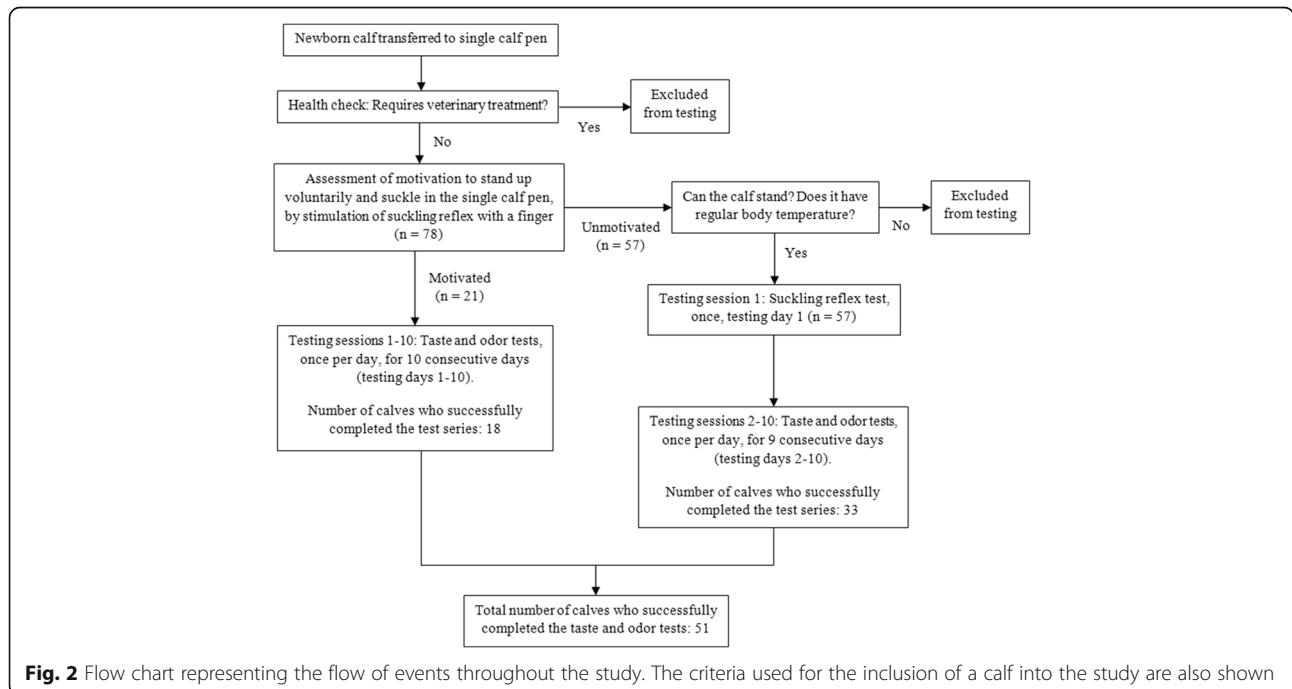 Newborn calf transferred to single calf pen
Health check: Requires veterinary treatment?
Excluded
from testing
Yes
No
Assessment of motivation to stand up
voluntarily and suckle in the single calf pen,
by stimulation of suckling reflex with a finger
(n = 78)
Unmotivated
(n = 57)
Can the calf stand? Does it have
regular body temperature?
Excluded
from testing
No
Yes
Motivated
(n = 21)
Testing session 1: Suckling reflex test,
once, testing day 1 (n = 57)
Testing sessions 1-10: Taste and odor tests,
once per day, for 10 consecutive days
(testing days 1-10).
Number of calves who successfully
completed the test series: 18
Testing sessions 2-10: Taste and odor tests,
once per day, for 9 consecutive days
(testing days 2-10).
Number of calves who successfully
completed the test series: 33
Total number of calves who successfully
completed the taste and odor tests: 51
Fig. 2 Flow chart representing the flow of events throughout the study. The criteria used for the inclusion of a calf into the study are also shown